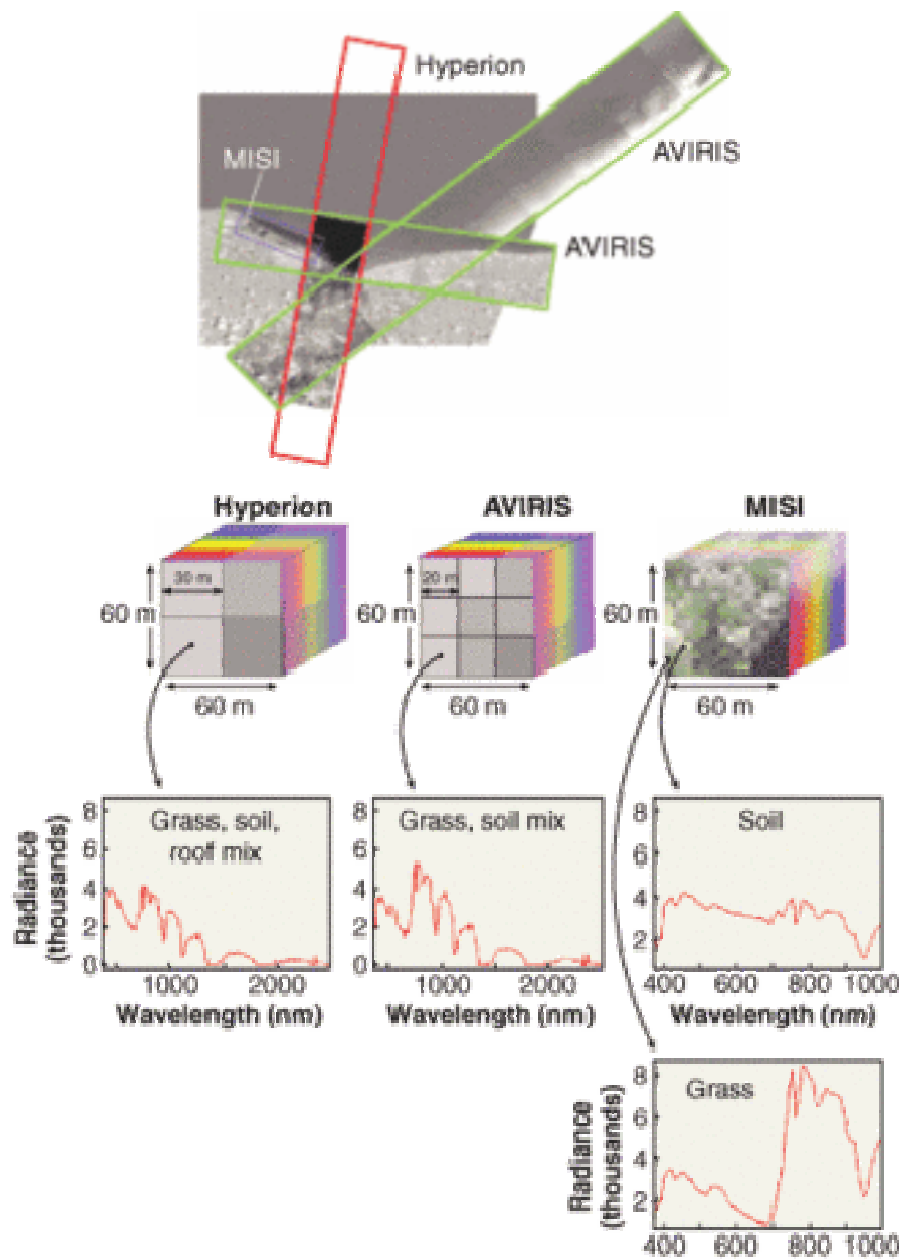 Hyperion
AVIRIS
MISI
AVIRIS
Hyperion
AVIRIS
MISI
30 m
20 m
60 m
60 m
60 m
60 m
60 m
60 m
Grass, soil,
roof mix
Grass, soil mix
Soil
Radiance
(thousands)
8
6
4
2
0
8
6
4
2
0
8
6
4
2
1000
2000
1000
2000
400
600
800
1000
Wavelength (nm)
Wavelength (nm)
Wavelength (nm)
Grass
Radiance
(thousands)
8
6
4
2
400
600
800
1000